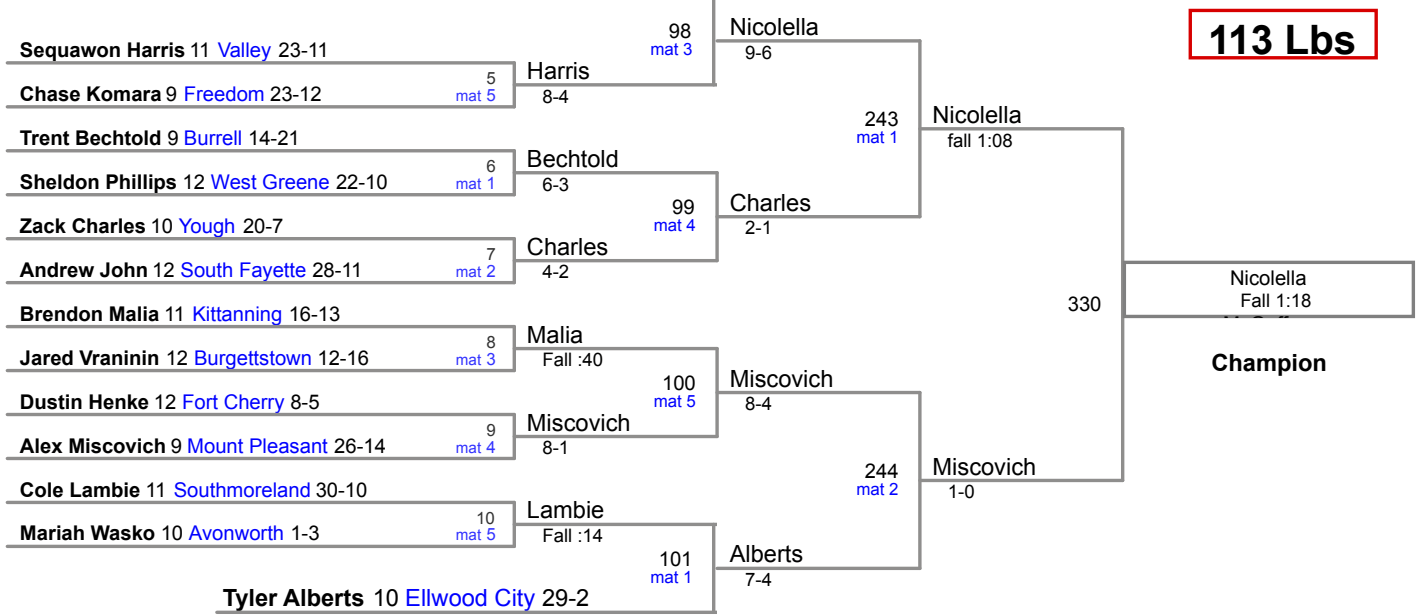 113 Lbs
Sequawon Harris 11 Valley 23-11
Chase Komara 9 Freedom 23-12
Trent Bechtold 9 Burrell 14-21
Sheldon Phillips 12 West Greene 22-10
Zack Charles 10 Yough 20-7
Andrew John 12 South Fayette 28-11
Brendon Malia 11 Kittanning 16-13
Jared Vraninin 12 Burgettstown 12-16
Dustin Henke 12 Fort Cherry 8-5
Alex Miscovich 9 Mount Pleasant 26-14
Cole Lambie 11 Southmoreland 30-10
Mariah Wasko 10 Avonworth 1-3
Tyler Alberts 10 Ellwood City 29-2
5
mat 5
6
mat 1
7
mat 2
8
mat 3
9
mat 4
10
mat 5
Harris
8-4
Bechtold
6-3
Charles
4-2
Malia
Fall :40
Miscovich
8-1
Lambie
Fall :14
98
mat 3
99
mat 4
100
mat 5
101
mat 1
Nicolella
9-6
Charles
2-1
Miscovich
8-4
Alberts
7-4
243
mat 1
244
mat 2
Nicolella
fall 1:08
Miscovich
1-0
330
Nicolella
Fall 1:18
Champion